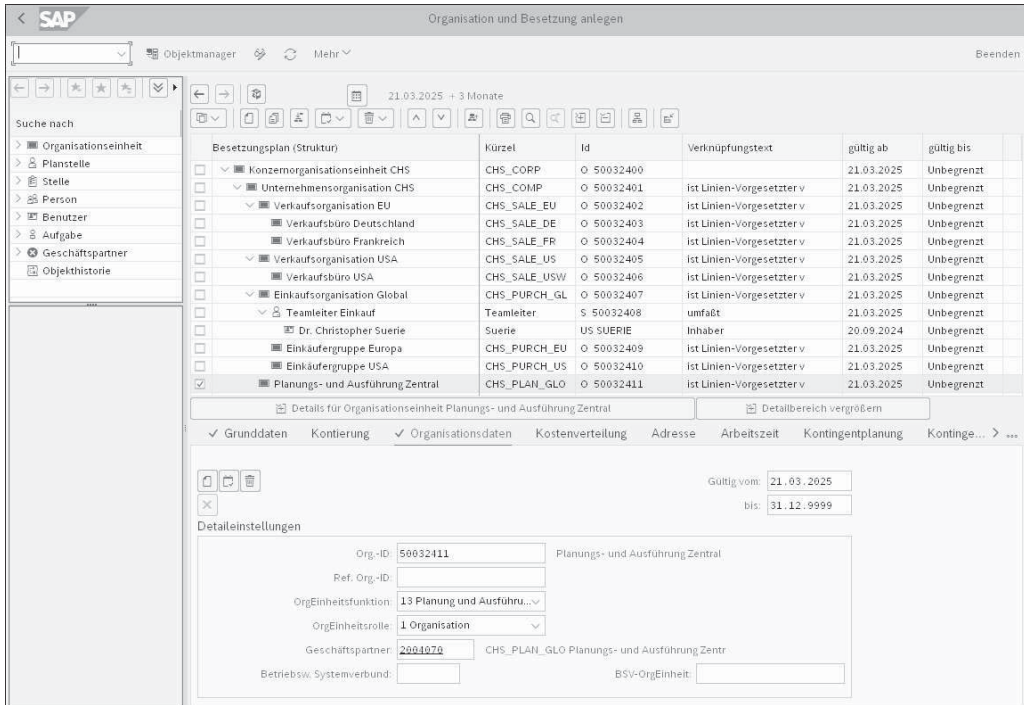 SAP Organisation und Besetzung anlegen
Objektmanager Mehr Beenden
21.03.2025 + 3 Monate
Suche nach
Organisationseinheit
Planstelle
Stelle
Person
Benutzer
Aufgabe
Geschäftspartner
Objekthistorie
Besetzungsplan (Struktur) Kürzel Id Verknüpfungstext gültig ab gültig bis
Konzernorganisationseinheit CHS CHS_CORP O 50032400 21.03.2025 Unbegrenzt
Unternehmensorganisation CHS CHS_COMP O 50032401 ist Linien-Vorgesetzter v 21.03.2025 Unbegrenzt
Verkaufsorganisation EU CHS_SALE_EU O 50032402 ist Linien-Vorgesetzter v 21.03.2025 Unbegrenzt
Verkaufsbüro Deutschland CHS_SALE_DE O 50032403 ist Linien-Vorgesetzter v 21.03.2025 Unbegrenzt
Verkaufsbüro Frankreich CHS_SALE_FR O 50032404 ist Linien-Vorgesetzter v 21.03.2025 Unbegrenzt
Verkaufsorganisation USA CHS_SALE_US O 50032405 ist Linien-Vorgesetzter v 21.03.2025 Unbegrenzt
Verkaufsbüro USA CHS_SALE_USW O 50032406 ist Linien-Vorgesetzter v 21.03.2025 Unbegrenzt
Einkaufsorganisation Global CHS_PURCH_GL O 50032407 ist Linien-Vorgesetzter v 21.03.2025 Unbegrenzt
Teamleiter Einkauf Teamleiter S 50032408 umfaßt 21.03.2025 Unbegrenzt
Dr. Christopher Suerie Suerie US SUERIE Inhaber 20.09.2024 Unbegrenzt
Einkäufergruppe Europa CHS_PURCH_EU O 50032409 ist Linien-Vorgesetzter v 21.03.2025 Unbegrenzt
Einkäufergruppe USA CHS_PURCH_US O 50032410 ist Linien-Vorgesetzter v 21.03.2025 Unbegrenzt
Planungs- und Ausführung Zentral CHS_PLAN_GLO O 50032411 ist Linien-Vorgesetzter v 21.03.2025 Unbegrenzt
Details für Organisationseinheit Planungs- und Ausführung Zentral Detailbereich vergrößern
Grunddaten Kontierung Organisationsdaten Kostenverteilung Adresse Arbeitszeit Kontingentplanung Kontinge...
Gültig vom: 21.03.2025
bis: 31.12.9999
Detaileinstellungen
Org.-ID: 50032411 Planungs- und Ausführung Zentral
Ref. Org.-ID:
OrgEinheitsfunktion: 13 Planung und Ausführu...
OrgEinheitsrolle: 1 Organisation
Geschäftspartner: 2004070 CHS_PLAN_GLO Planungs- und Ausführung Zentr
Betriebsw. Systemverbund: BSV-OrgEinheit: